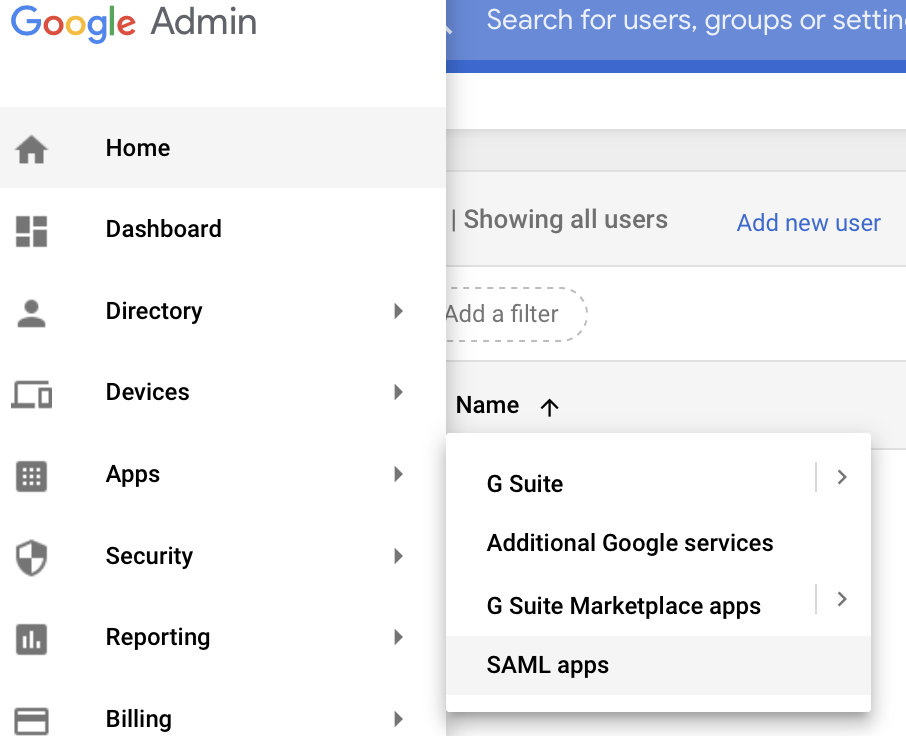 Google Admin
Search for users, groups or settin
Home
Dashboard
| Showing all users
Add new user
Directory
Add a filter
Devices
Name
Apps
G Suite
Additional Google services
Security
G Suite Marketplace apps
Reporting
SAML apps
Billing